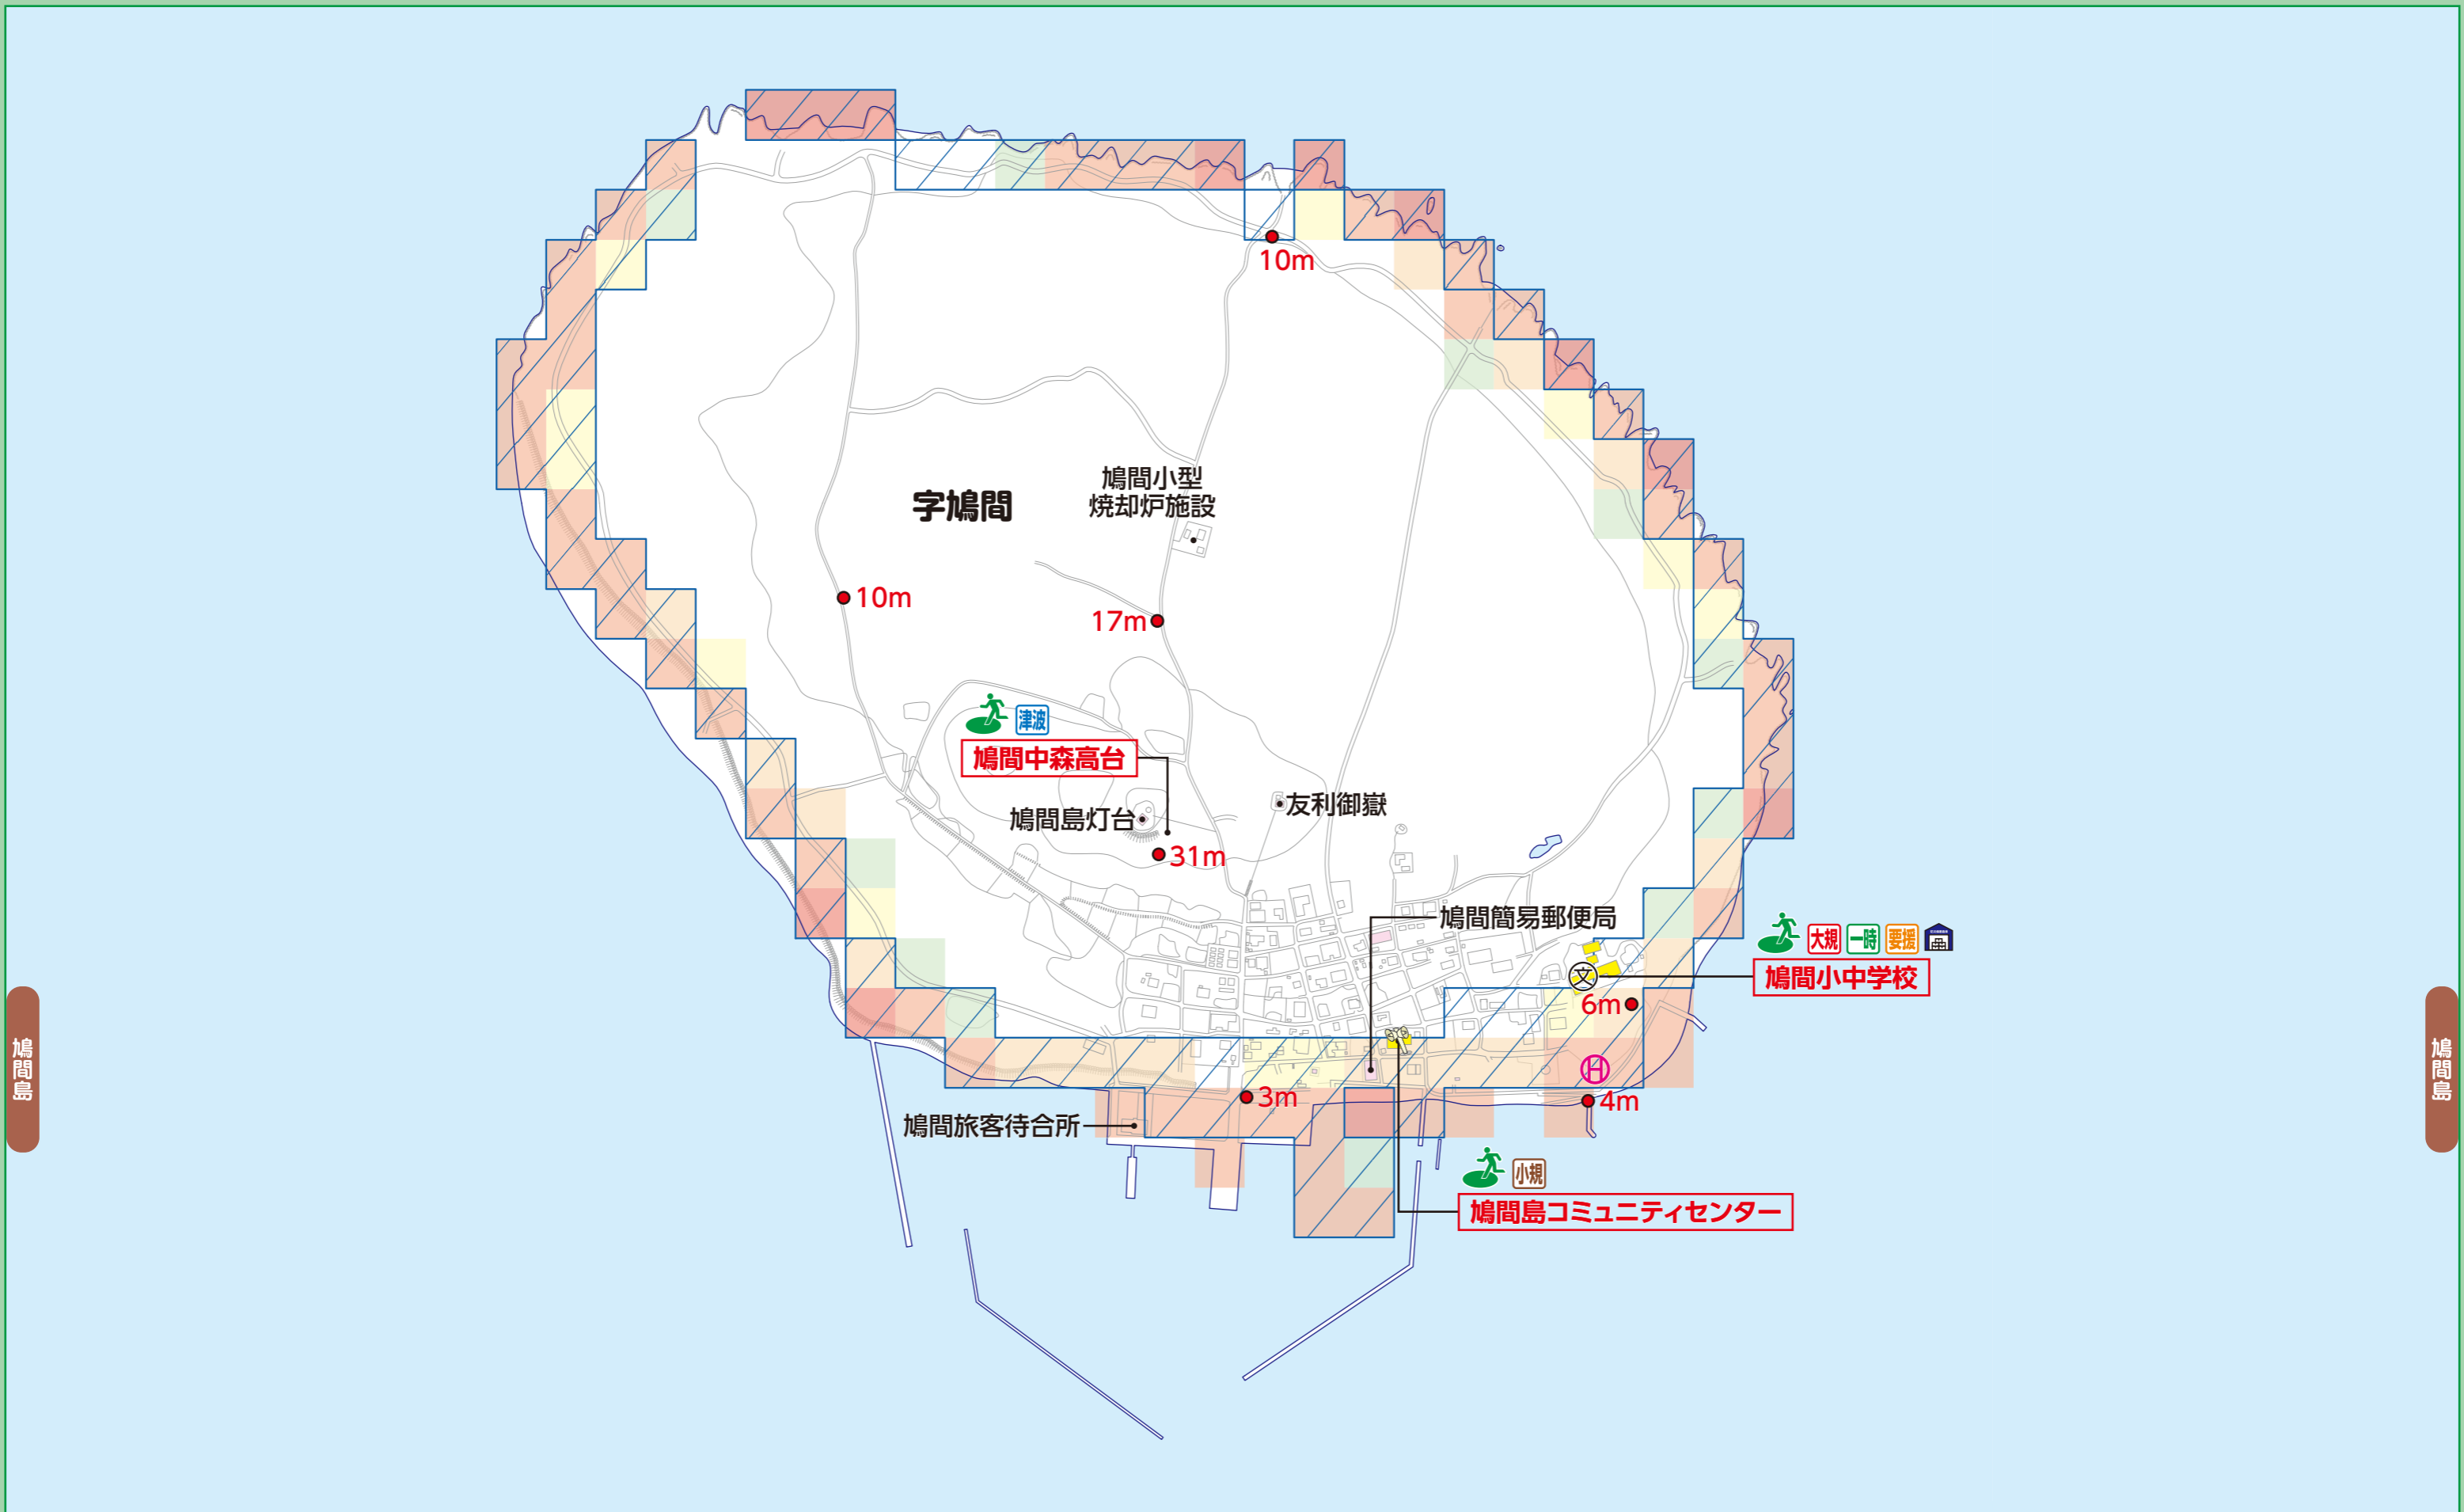 10m
鳩間小型
焼却炉施設
字鳩間
10m
17m
津波
鳩間中森高台
友利御嶽
鳩間島灯台
31m
鳩間簡易郵便局
大規 一時 要援
文
鳩間小中学校
6m
鳩間島
鳩間島
H
3m
4m
鳩間旅客待合所
小規
鳩間島コミュニティセンター